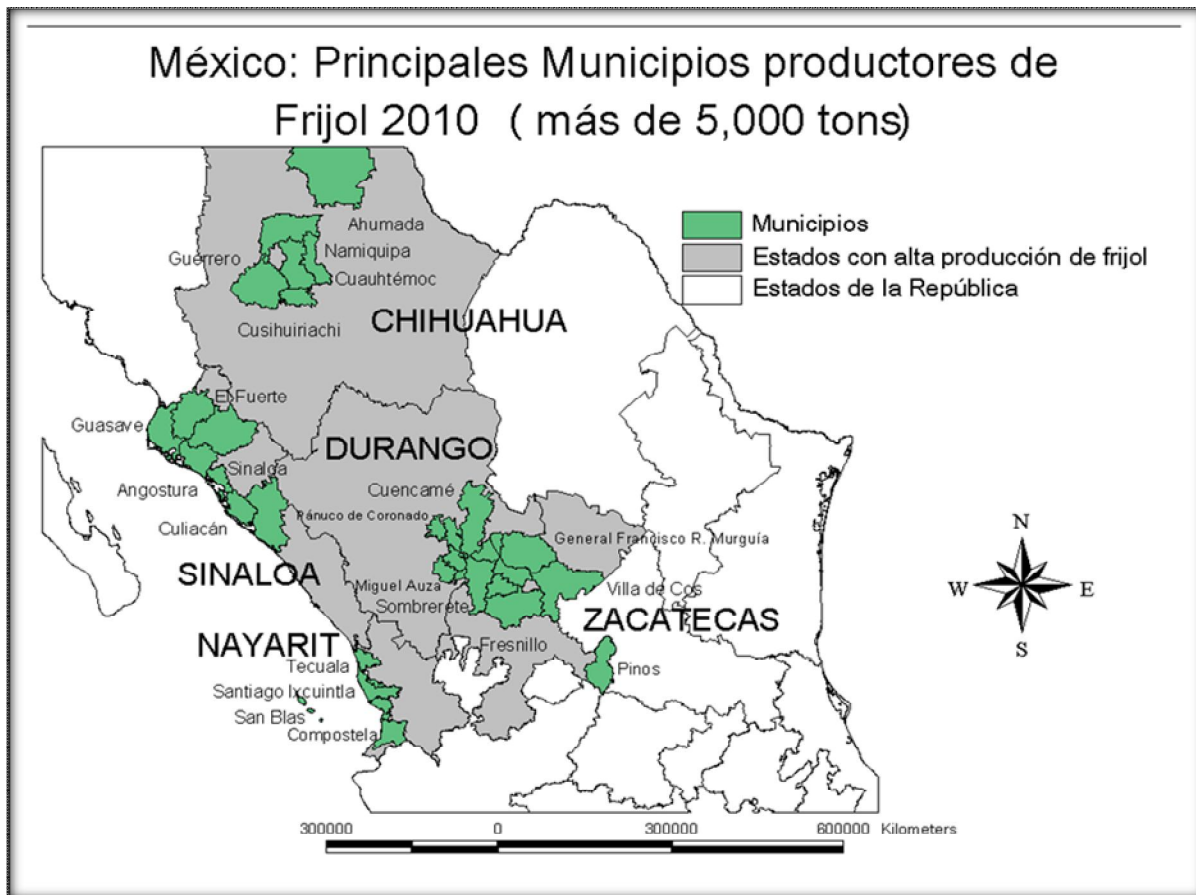 México: Principales Municipios productores de
Frijol 2010 ( más de 5,000 tons)
Municipios
Estados con alta producción de frijol
Estados de la República
Ahumada
Namiquipa
Guerrero
Cuauhtémoc
Cusihuiriachi
CHIHUAHUA
El Fuerte
Guasave
DURANGO
Sinaloa
Cuencamé
Angostura
Pánuco de Coronado
Culiacán
General Francisco R. Murguía
SINALOA
Miguel Auza
Villa de Cos
Sombrerete
ZACATECAS
NAYARIT
Fresnillo
Tecuala
Pinos
Santiago Ixcuintla
San Blas
Compostela
N
W
E
S
300000 0 300000 600000 Kilometers